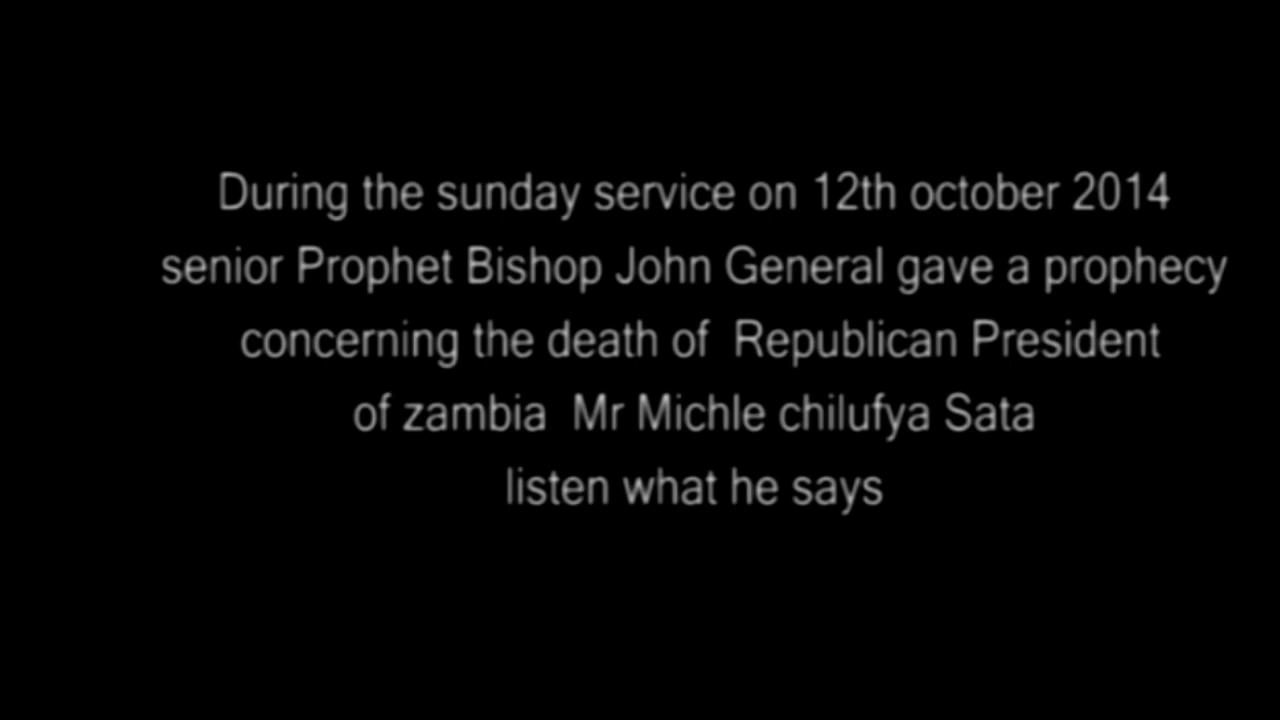 During the sunday service on 12th october 2014
senior Prophet Bishop John General gave a prophecy
concerning the death of Republican President
of zambia Mr Michle chilufya Sata
listen what he says